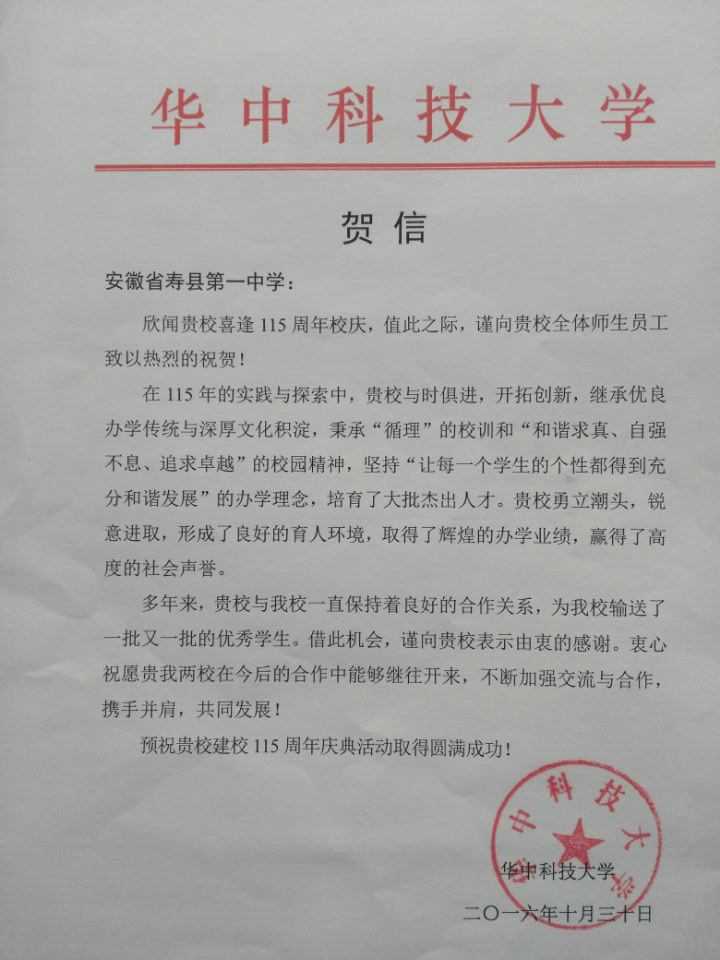 华中科技大学
贺信
安徽省寿县第一中学：
欣闻贵校喜逢 115 周年校庆，值此之际，谨向贵校全体师生员工
致以热烈的祝贺！
在 115 年的实践与探索中，贵校与时俱进，开拓创新，继承优良
办学传统与深厚文化积淀，秉承“循理”的校训和“和谐求真、自强
不息、追求卓越”的校园精神，坚持“让每一个学生的个性都得到充
分和谐发展”的办学理念，培育了大批杰出人才。贵校勇立潮头，锐
意进取，形成了良好的育人环境，取得了辉煌的办学业绩，赢得了高
度的社会声誉。
多年来，贵校与我校一直保持着良好的合作关系，为我校输送了
一批又一批的优秀学生。借此机会，谨向贵校表示由衷的感谢。衷心
祝愿贵我两校在今后的合作中能够继往开来，不断加强交流与合作，
携手并肩，共同发展！
预祝贵校建校 115 周年庆典活动取得圆满成功！
华中科技大学
华中科技大学
二〇一六年十月三十日